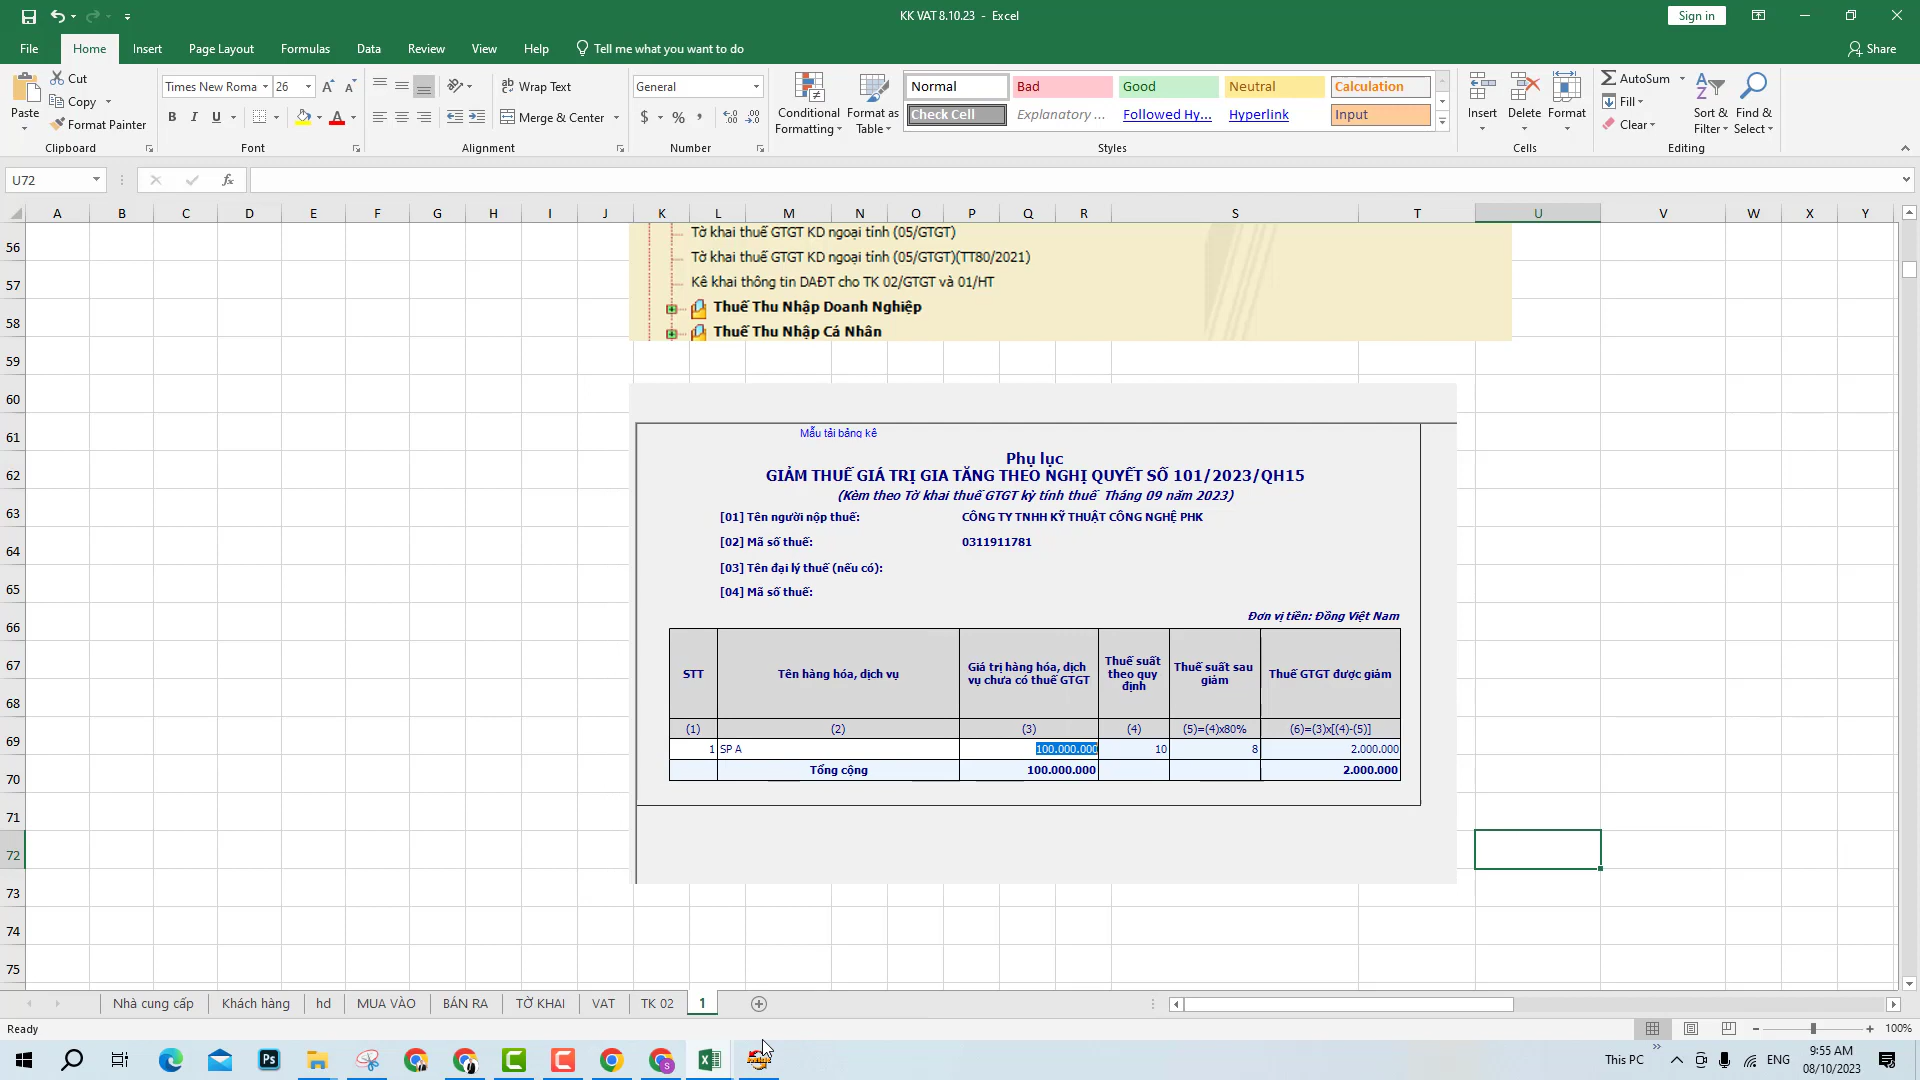 KK VAT 8.10.23 - Excel
Sign in
File Home Insert Page Layout Formulas Data Review View Help Tell me what you want to do
Share
Paste
Cut
Copy
Format Painter
Clipboard
Times New Roma 26
B I U
Font
Wrap Text
Merge & Center
Alignment
General
$ % ,
Number
Conditional Formatting
Format as Table
Normal Bad Good Neutral Calculation
Check Cell Explanatory ... Followed Hy... Hyperlink Input
Styles
Insert Delete Format
Cells
AutoSum
Fill
Clear
Sort & Filter
Find & Select
Editing
U72
fx
A B C D E F G H I J K L M N O P Q R S T U V W X Y
56
57
58
59
60
61
62
63
64
65
66
67
68
69
70
71
72
73
74
75
Tờ khai thuế GTGT KD ngoại tỉnh (05/GTGT)
Tờ khai thuế GTGT KD ngoại tỉnh (05/GTGT)(TT80/2021)
Kê khai thông tin DAĐT cho TK 02/GTGT và 01/HT
Thuế Thu Nhập Doanh Nghiệp
Thuế Thu Nhập Cá Nhân
Mẫu tải bảng kê
Phụ lục
GIẢM THUẾ GIÁ TRỊ GIA TĂNG THEO NGHỊ QUYẾT SỐ 101/2023/QH15
(Kèm theo Tờ khai thuế GTGT kỳ tính thuế Tháng 09 năm 2023)
[01] Tên người nộp thuế: CÔNG TY TNHH KỸ THUẬT CÔNG NGHỆ PHK
[02] Mã số thuế: 0311911781
[03] Tên đại lý thuế (nếu có):
[04] Mã số thuế:
Đơn vị tiền: Đồng Việt Nam
STT
Tên hàng hóa, dịch vụ
Giá trị hàng hóa, dịch vụ chưa có thuế GTGT
Thuế suất theo quy định
Thuế suất sau giảm
Thuế GTGT được giảm
(1) (2) (3) (4) (5)=(4)x80% (6)=(3)x[(4)-(5)]
1 SP A 100.000.000 10 8 2.000.000
Tổng cộng 100.000.000 2.000.000
Nhà cung cấp Khách hàng hd MUA VÀO BÁN RA TỜ KHAI VAT TK 02 1
Ready
100%
This PC
ENG
9:55 AM
08/10/2023